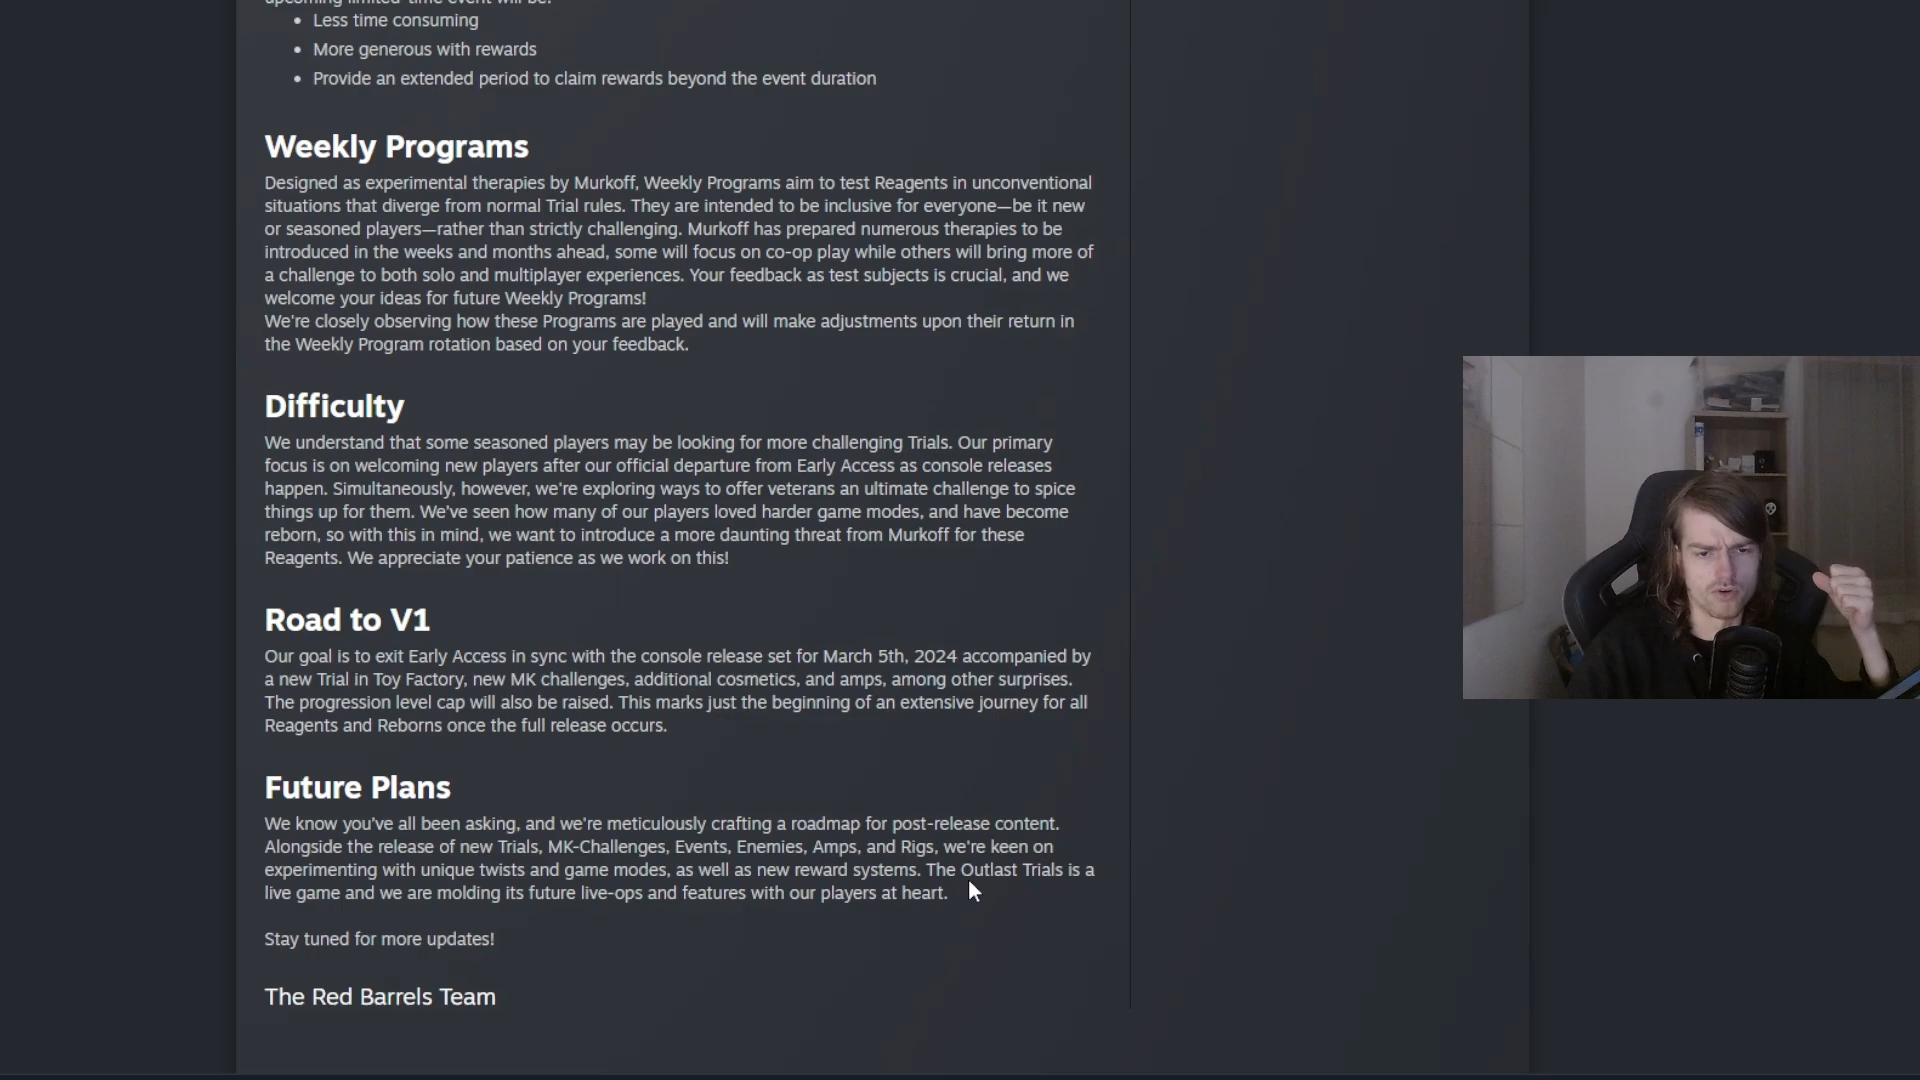 upcoming limited-time event will be:
• Less time consuming
• More generous with rewards
• Provide an extended period to claim rewards beyond the event duration
Weekly Programs
Designed as experimental therapies by Murkoff, Weekly Programs aim to test Reagents in unconventional
situations that diverge from normal Trial rules. They are intended to be inclusive for everyone—be it new
or seasoned players—rather than strictly challenging. Murkoff has prepared numerous therapies to be
introduced in the weeks and months ahead, some will focus on co-op play while others will bring more of
a challenge to both solo and multiplayer experiences. Your feedback as test subjects is crucial, and we
welcome your ideas for future Weekly Programs!
We're closely observing how these Programs are played and will make adjustments upon their return in
the Weekly Program rotation based on your feedback.
Difficulty
We understand that some seasoned players may be looking for more challenging Trials. Our primary
focus is on welcoming new players after our official departure from Early Access as console releases
happen. Simultaneously, however, we're exploring ways to offer veterans an ultimate challenge to spice
things up for them. We've seen how many of our players loved harder game modes, and have become
reborn, so with this in mind, we want to introduce a more daunting threat from Murkoff for these
Reagents. We appreciate your patience as we work on this!
Road to V1
Our goal is to exit Early Access in sync with the console release set for March 5th, 2024 accompanied by
a new Trial in Toy Factory, new MK challenges, additional cosmetics, and amps, among other surprises.
The progression level cap will also be raised. This marks just the beginning of an extensive journey for all
Reagents and Reborns once the full release occurs.
Future Plans
We know you've all been asking, and we're meticulously crafting a roadmap for post-release content.
Alongside the release of new Trials, MK-Challenges, Events, Enemies, Amps, and Rigs, we're keen on
experimenting with unique twists and game modes, as well as new reward systems. The Outlast Trials is a
live game and we are molding its future live-ops and features with our players at heart.
Stay tuned for more updates!
The Red Barrels Team